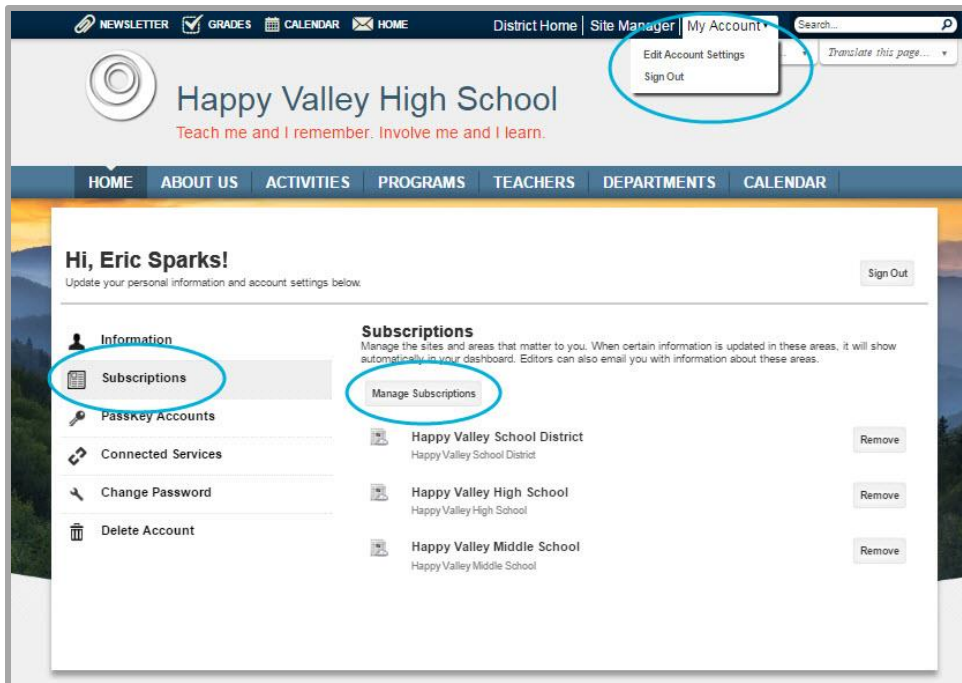 NEWSLETTER GRADES CALENDAR HOME District Home Site Manager My Account Search...
Edit Account Settings
Sign Out
Translate this page...
Happy Valley High School
Teach me and I remember. Involve me and I learn.
HOME ABOUT US ACTIVITIES PROGRAMS TEACHERS DEPARTMENTS CALENDAR
Hi, Eric Sparks!
Update your personal information and account settings below.
Sign Out
Information
Subscriptions
PassKey Accounts
Connected Services
Change Password
Delete Account
Subscriptions
Manage the sites and areas that matter to you. When certain information is updated in these areas, it will show
automatically in your dashboard. Editors can also email you with information about these areas.
Manage Subscriptions
Happy Valley School District
Happy Valley School District
Remove
Happy Valley High School
Happy Valley High School
Remove
Happy Valley Middle School
Happy Valley Middle School
Remove